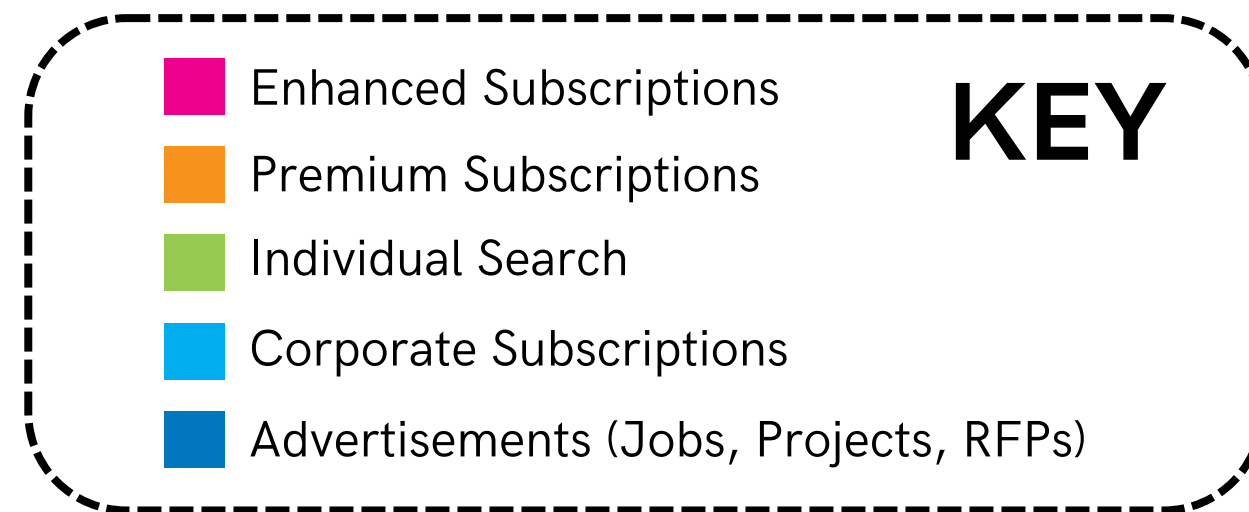 KEY
Enhanced Subscriptions
Premium Subscriptions
Individual Search
Corporate Subscriptions
Advertisements (Jobs, Projects, RFPs)